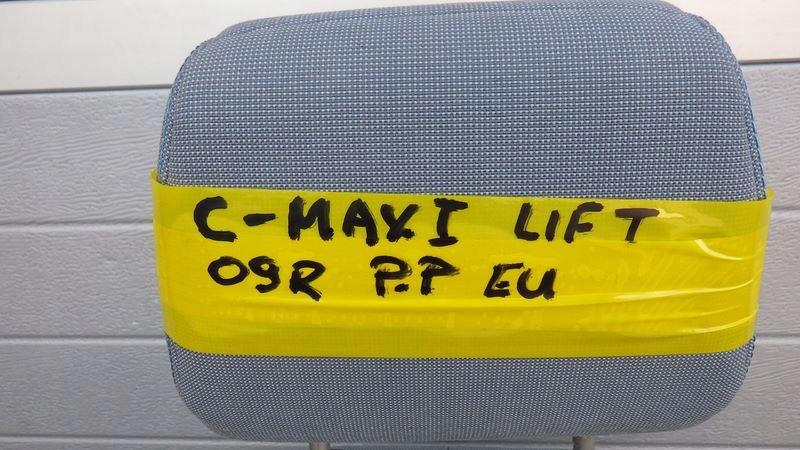 C-MAX I LIFT
09R P.P EU